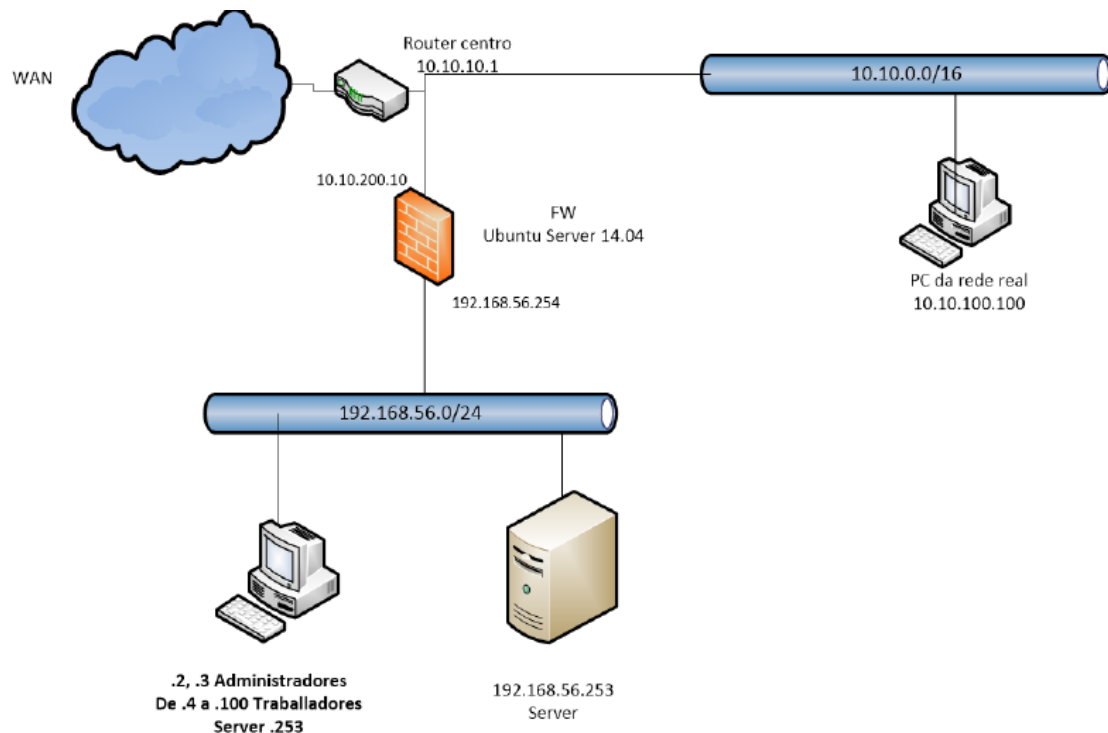 Router centro
10.10.10.1
WAN
10.10.0.0/16
10.10.200.10
FW
Ubuntu Server 14.04
PC da rede real
10.10.100.100
192.168.56.254
192.168.56.0/24
.2, .3 Administradores
De .4 a .100 Traballadores
Server .253
192.168.56.253
Server